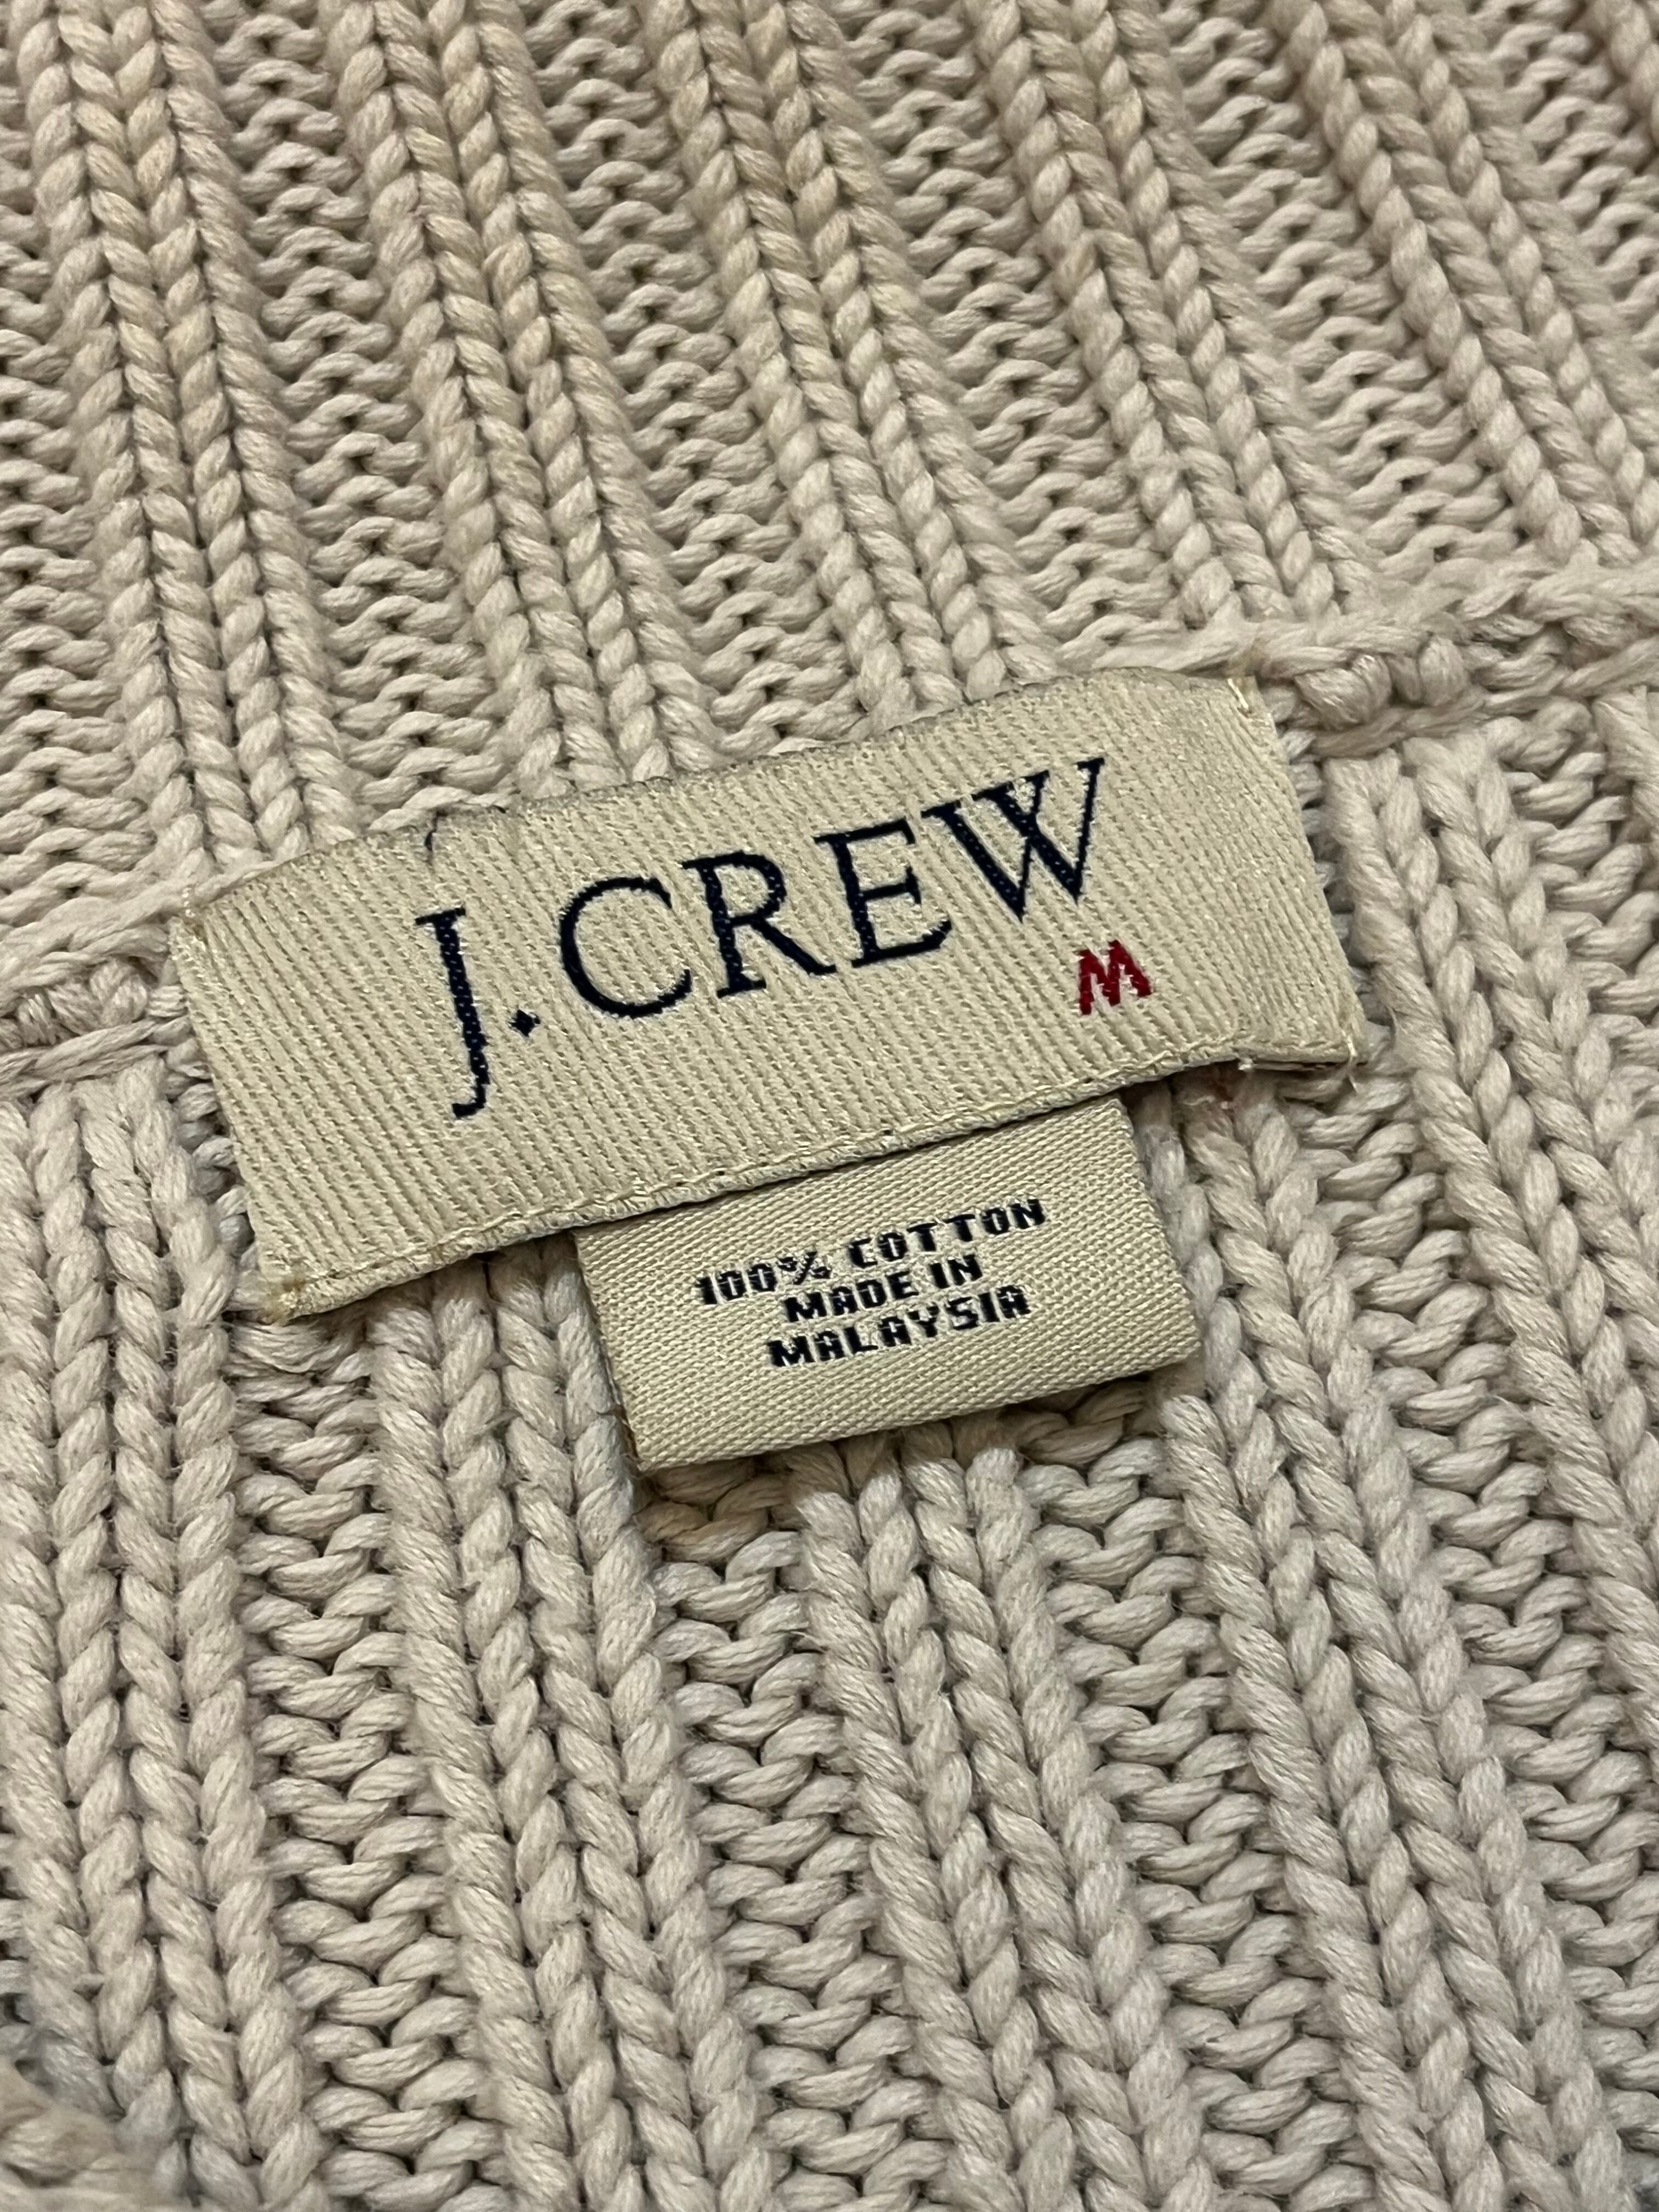 J.CREW
M
100% COTTON
MADE IN
MALAYSIA